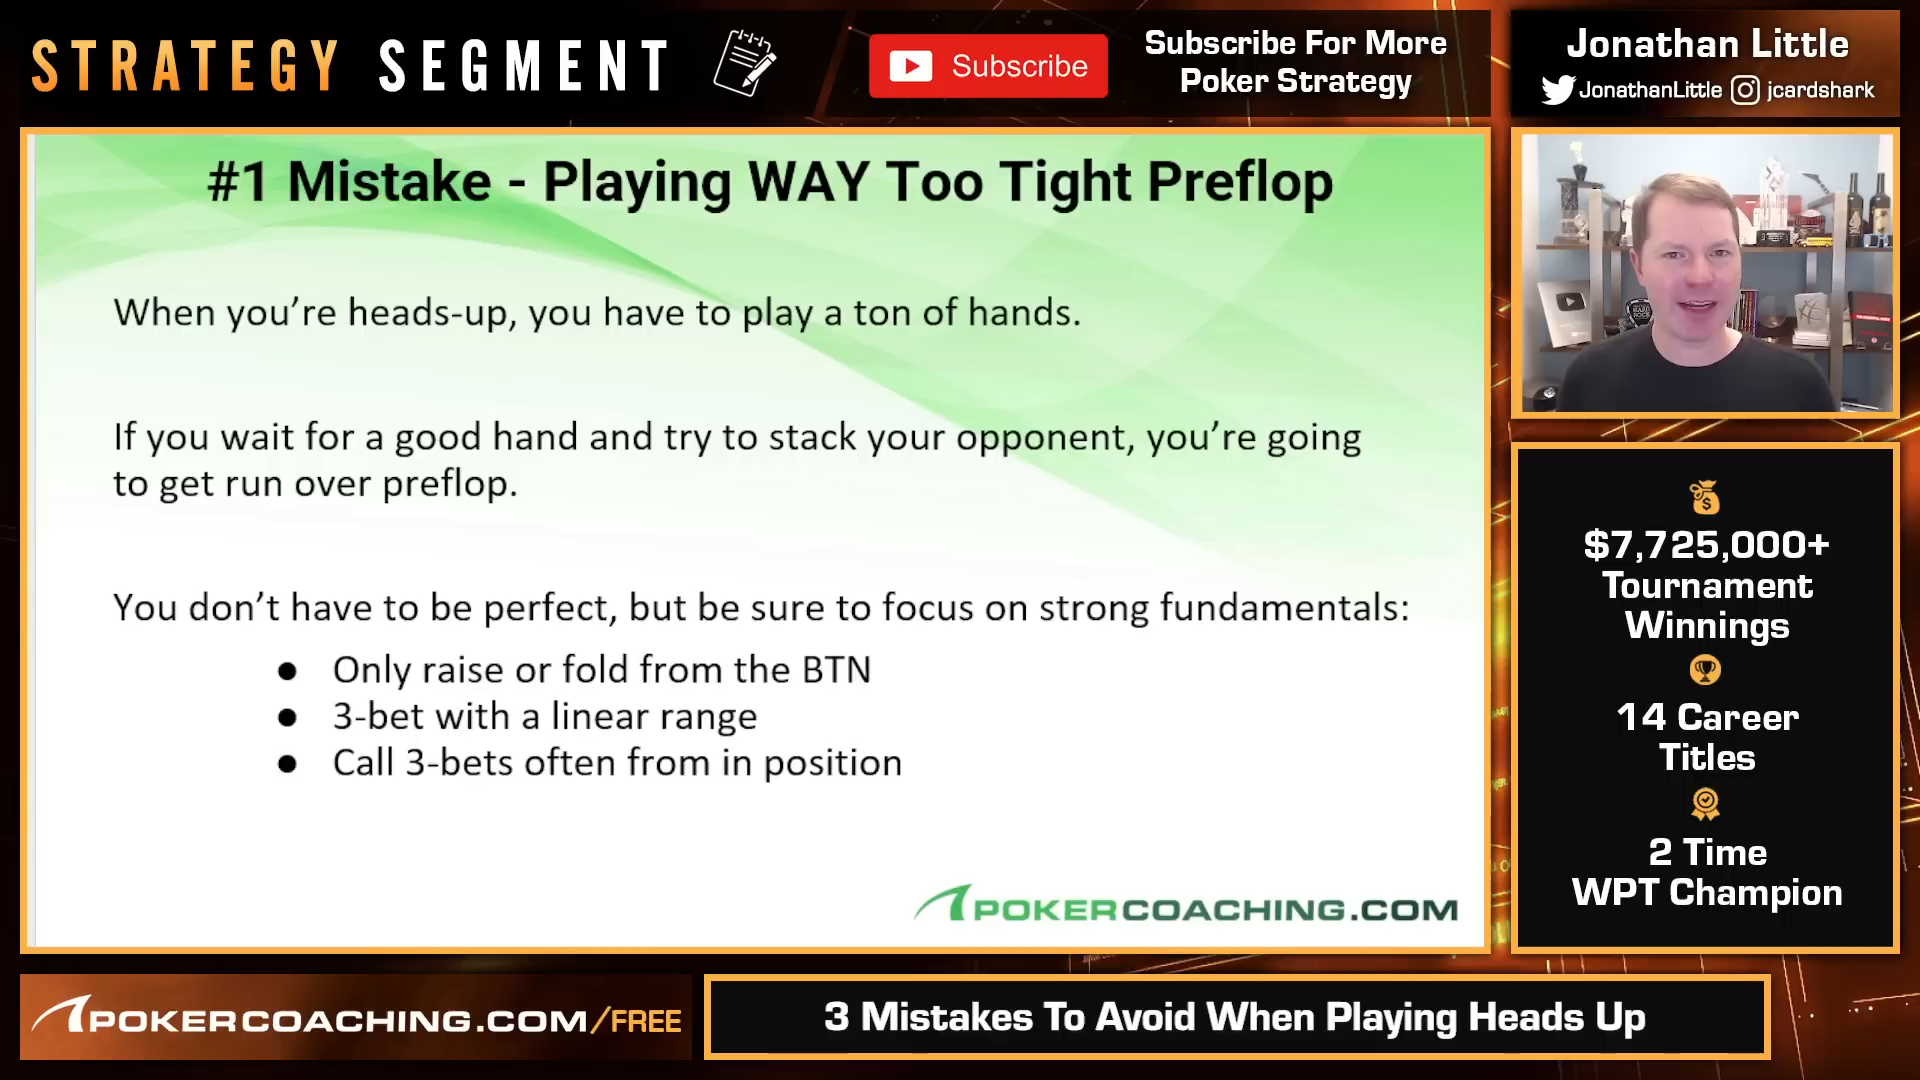 STRATEGY SEGMENT
Subscribe
Subscribe For More
Poker Strategy
Jonathan Little
JonathanLittle jcardshark
#1 Mistake - Playing WAY Too Tight Preflop
When you’re heads-up, you have to play a ton of hands.
If you wait for a good hand and try to stack your opponent, you’re going
to get run over preflop.
You don’t have to be perfect, but be sure to focus on strong fundamentals:
● Only raise or fold from the BTN
● 3-bet with a linear range
● Call 3-bets often from in position
POKERCOACHING.COM
$7,725,000+
Tournament
Winnings
14 Career
Titles
2 Time
WPT Champion
POKERCOACHING.COM/FREE
3 Mistakes To Avoid When Playing Heads Up